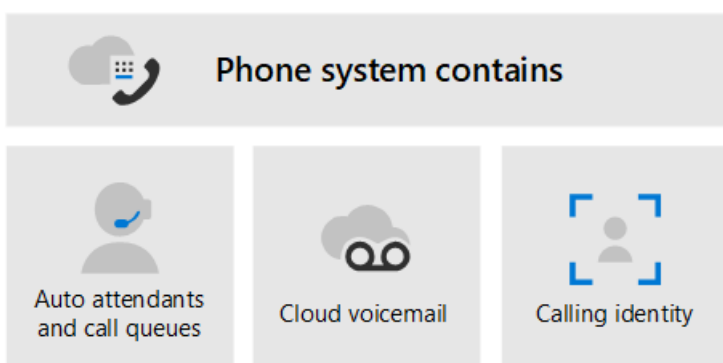 Phone system contains
Auto attendants
and call queues
Cloud voicemail
Calling identity